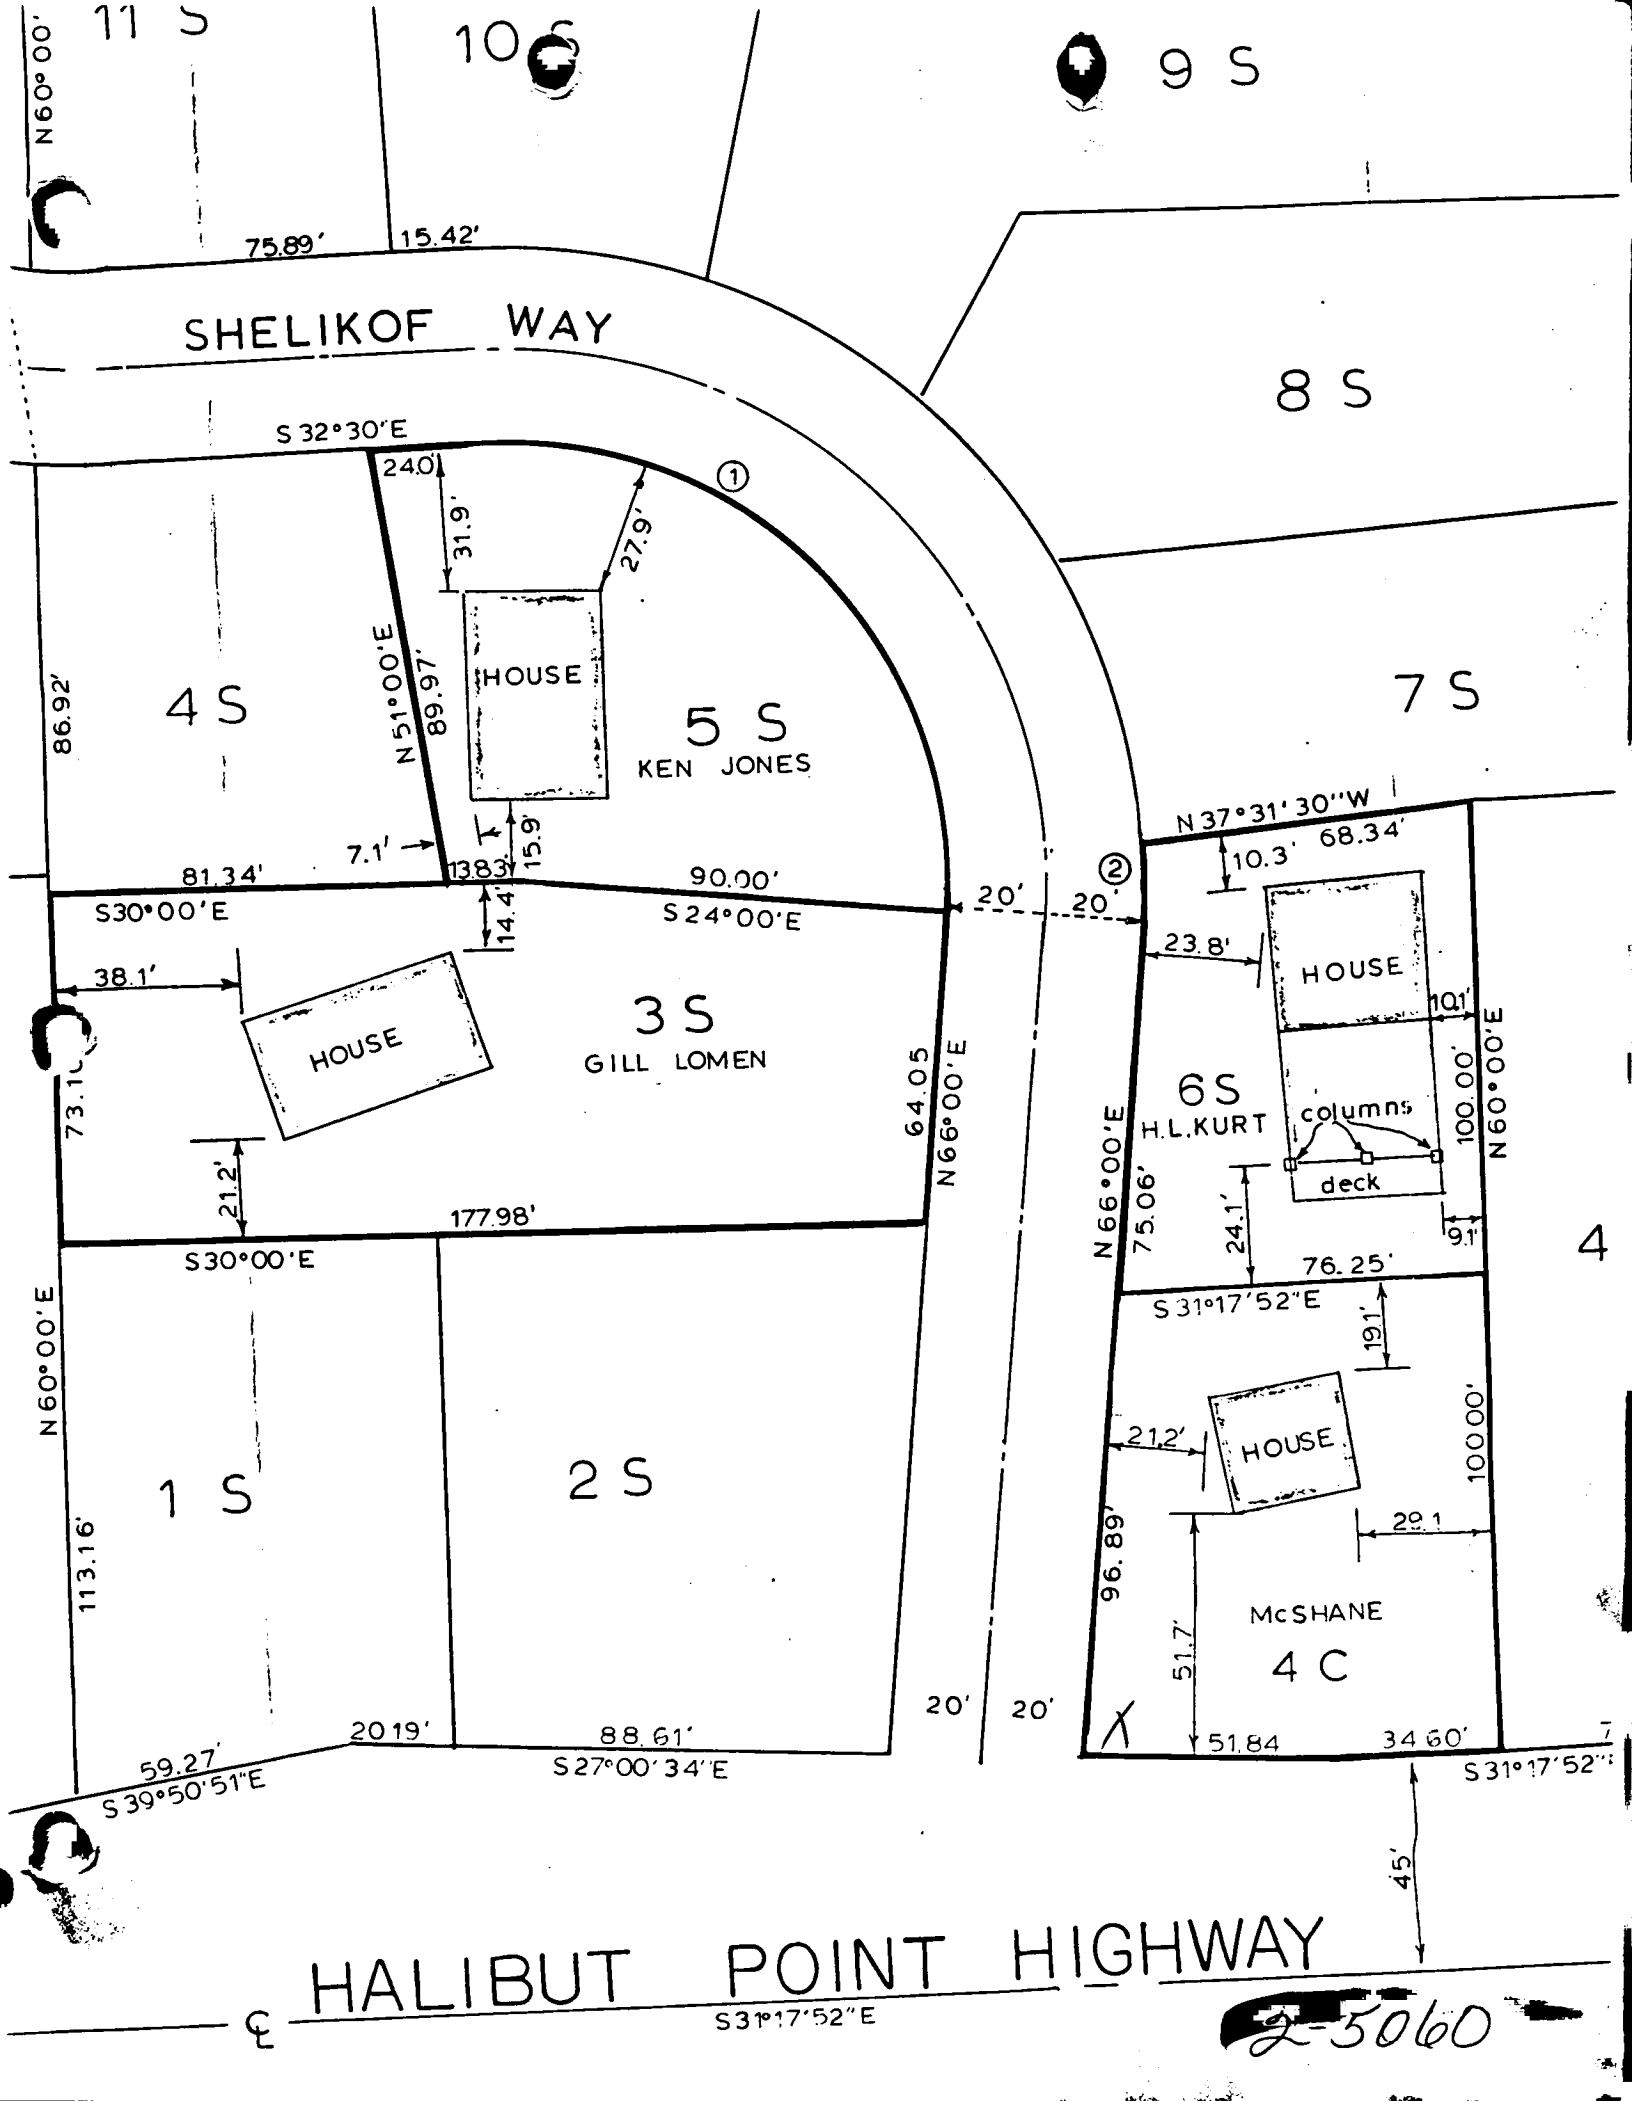 N60°00'
11 S
10 S
9 S
75.89'
15.42'
SHELIKOF WAY
8 S
S 32°30'E
24.0'
①
31.9'
27.9'
N 51°00'E
89.97'
HOUSE
4 S
5 S
KEN JONES
7 S
86.92'
N 37°31'30"W
68.34'
7.1'
13.83'
15.9'
10.3'
②
81.34'
90.00'
S30°00'E
S 24°00'E
14.4'
20'
20'
23.8'
HOUSE
38.1'
3 S
GILL LOMEN
HOUSE
10.1'
73.10
64.05
N66°00'E
6 S
H.L.KURT
columns
100.00'
N60°00'E
deck
21.2'
N 66°00'E
75.06'
24.1'
9.1'
4
177.98'
S30°00'E
76.25'
S 31°17'52"E
19.1'
N 60°00'E
HOUSE
21.2'
100.00'
1 S
2 S
29.1
113.16'
96.89'
McSHANE
4 C
51.7'
20'
20'
X
20.19'
88.61'
51.84
34.60'
59.27'
S 39°50'51"E
S 27°00'34"E
S 31°17'52"
45'
HALIBUT POINT HIGHWAY
℄
S31°17'52"E
2-5060